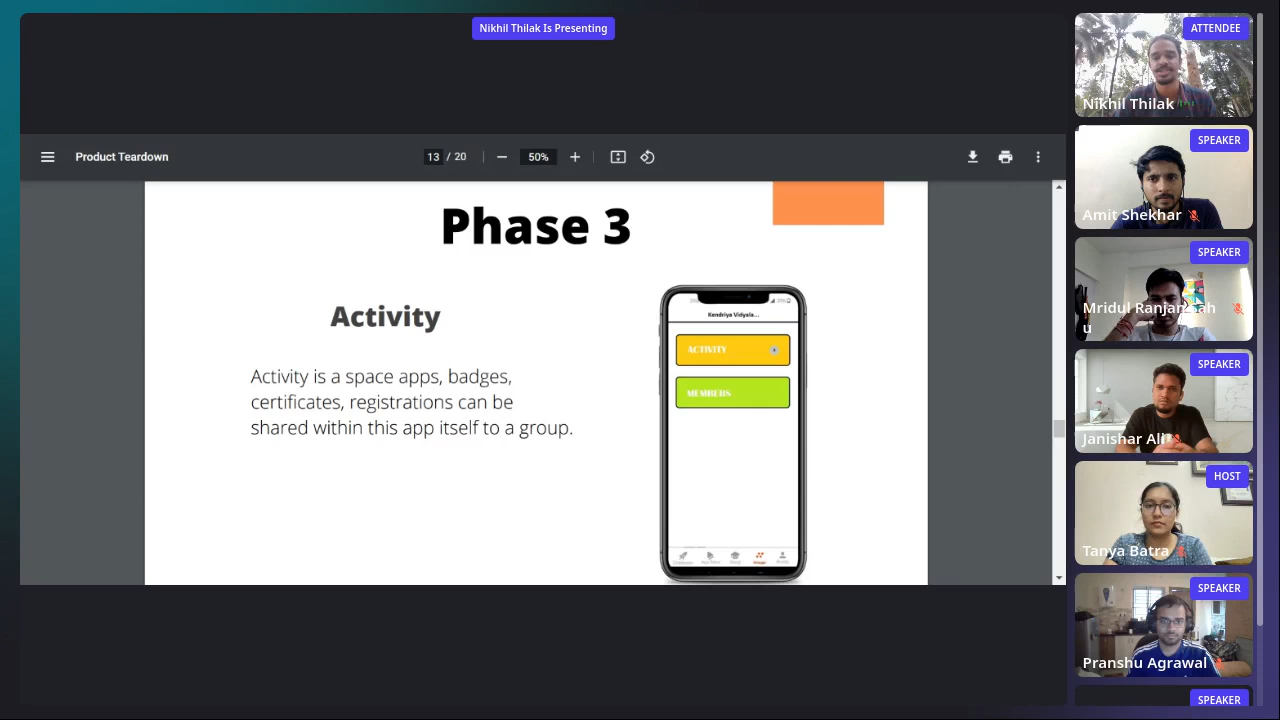 Nikhil Thilak Is Presenting
Product Teardown
13 / 20
50%
Phase 3
Activity
Activity is a space apps, badges,
certificates, registrations can be
shared within this app itself to a group.
Kendriya Vidyala...
ACTIVITY
+
MEMBERS
Profile
ATTENDEE
Nikhil Thilak
SPEAKER
Amit Shekhar
SPEAKER
Mridul Ranjan Sah
u
SPEAKER
Janishar Ali
HOST
Tanya Batra
SPEAKER
Pranshu Agrawal
SPEAKER